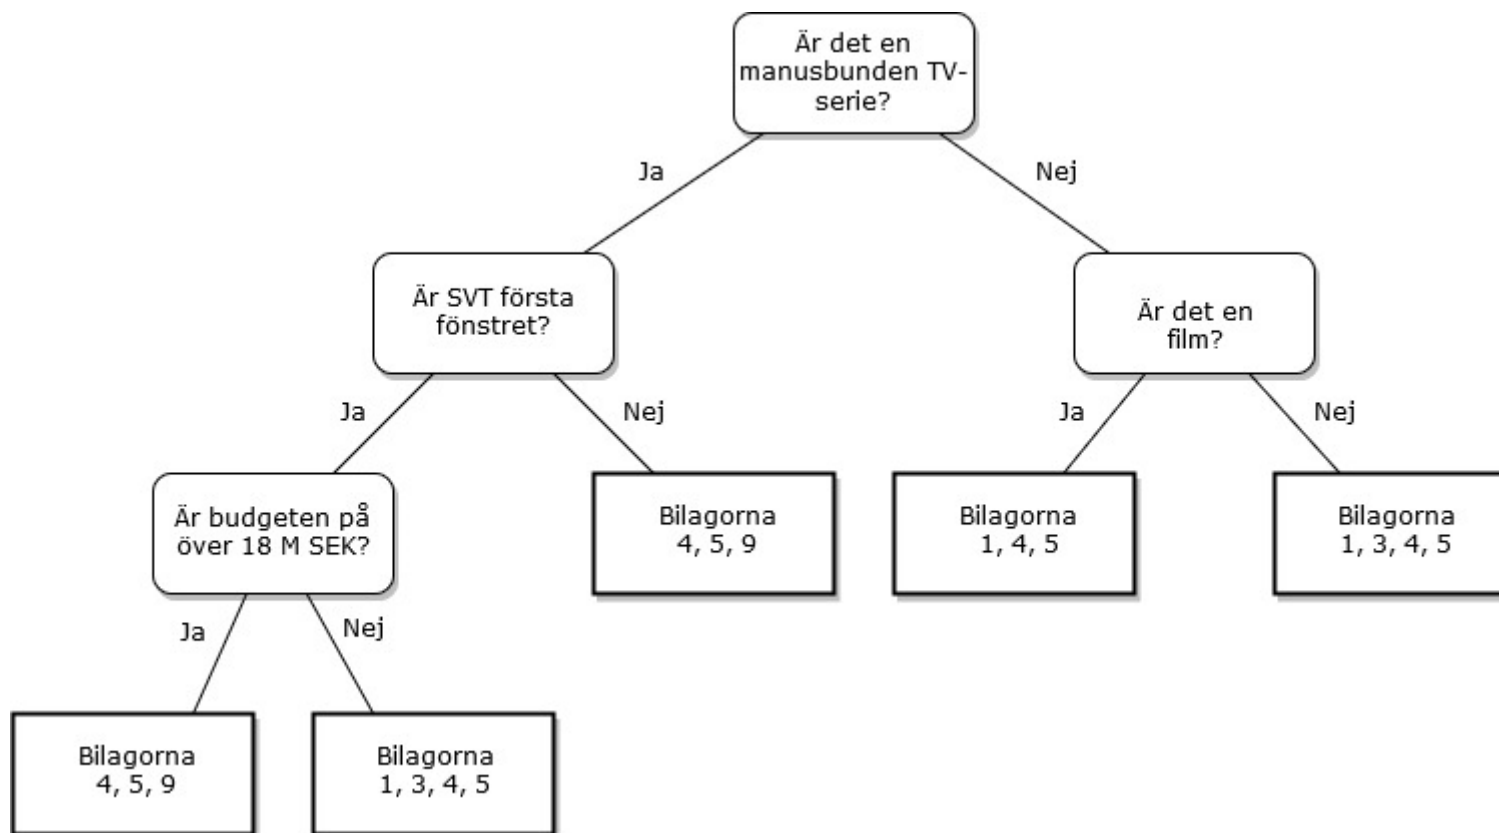 Är det en
manusbunden TV-
serie?
Ja
Nej
Är SVT första
fönstret?
Är det en
film?
Ja
Nej
Ja
Nej
Är budgeten på
över 18 M SEK?
Bilagorna
4, 5, 9
Bilagorna
1, 4, 5
Bilagorna
1, 3, 4, 5
Ja
Nej
Bilagorna
4, 5, 9
Bilagorna
1, 3, 4, 5